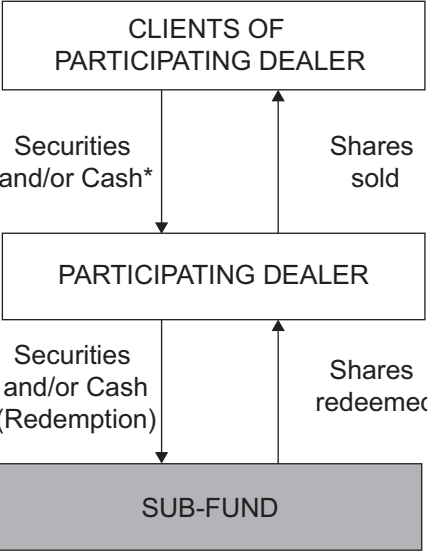 CLIENTS OF
PARTICIPATING DEALER
Securities
and/or Cash*
Shares
sold
PARTICIPATING DEALER
Securities
and/or Cash
(Redemption)
Shares
redeemed
SUB-FUND